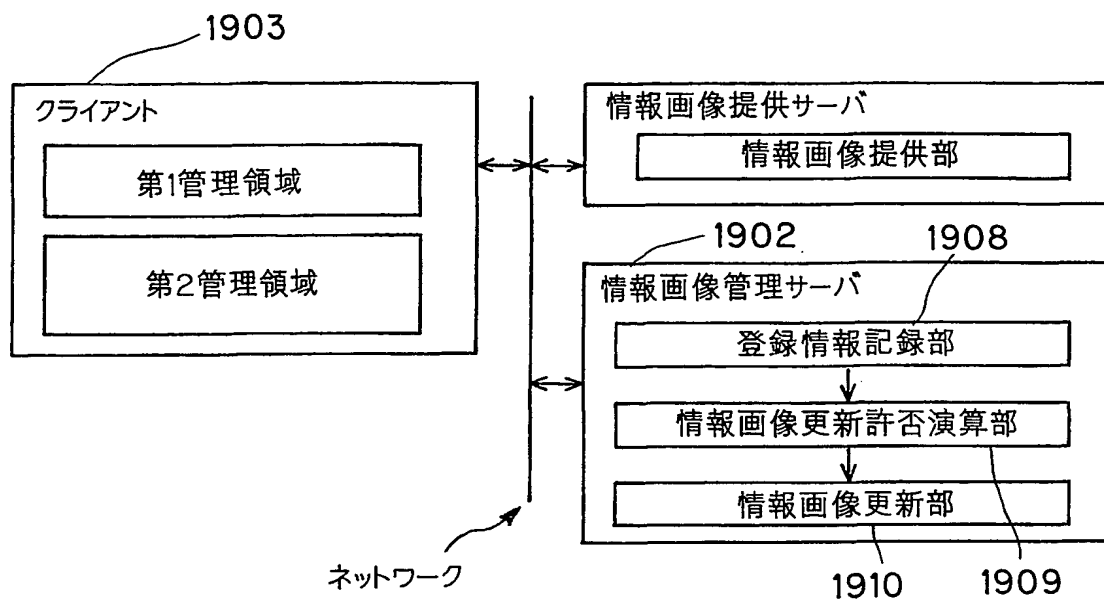 1903
クライアント
第1管理領域
第2管理領域
情報画像提供サーバ
情報画像提供部
1902
1908
情報画像管理サーバ
登録情報記録部
情報画像更新許否演算部
情報画像更新部
ネットワーク
1910
1909